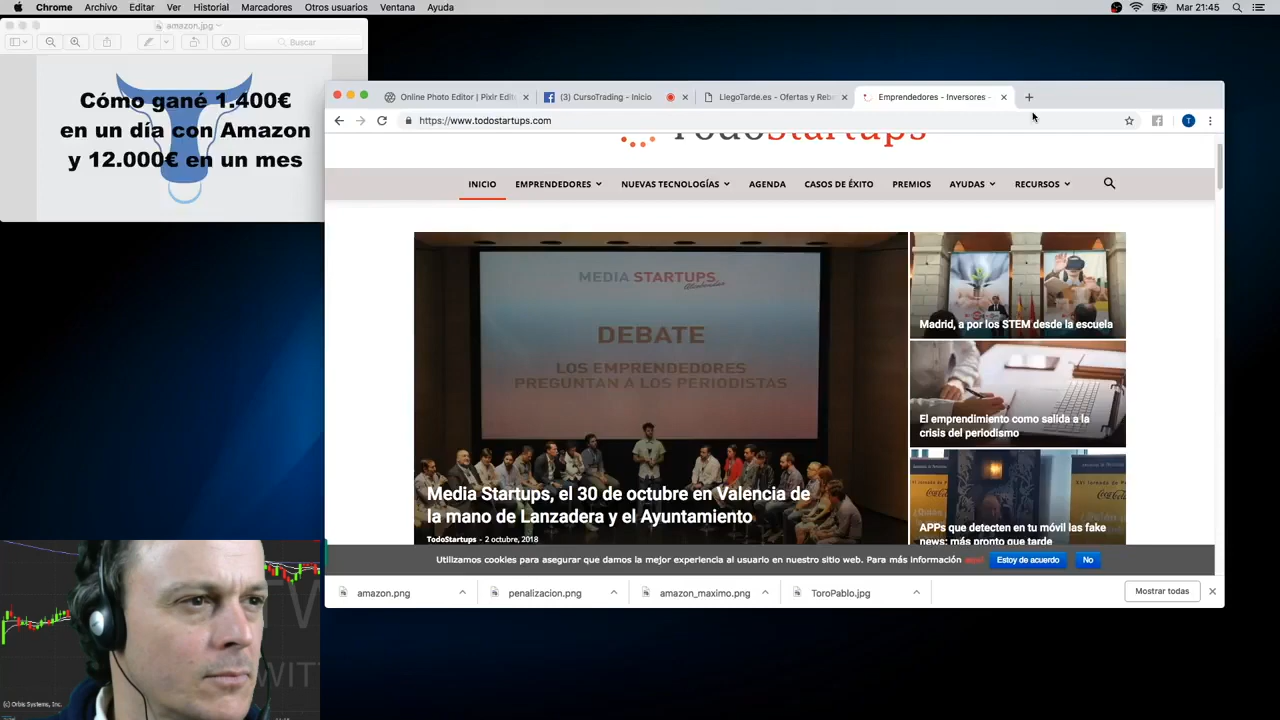 Chrome Archivo Editar Ver Historial Marcadores Otros usuarios Ventana Ayuda
Mar 21:45
amazon.jpg
Buscar
Cómo gané 1.400€
en un día con Amazon
y 12.000€ en un mes
Online Photo Editor | Pixlr Edit
(3) CursoTrading - Inicio
LlegoTarde.es - Ofertas y Reb
Emprendedores - Inversores -
https://www.todostartups.com
TodoStartups
INICIO EMPRENDEDORES NUEVAS TECNOLOGÍAS AGENDA CASOS DE ÉXITO PREMIOS AYUDAS RECURSOS
MEDIA STARTUPS
DEBATE
LOS EMPRENDEDORES
PREGUNTAN A LOS PERIODISTAS
Media Startups, el 30 de octubre en Valencia de
la mano de Lanzadera y el Ayuntamiento
TodoStartups - 2 octubre, 2018
Madrid, a por los STEM desde la escuela
El emprendimiento como salida a la
crisis del periodismo
Coca-Cola
APPs que detecten en tu móvil las fake
news: más pronto que tarde
Utilizamos cookies para asegurar que damos la mejor experiencia al usuario en nuestro sitio web. Para más información aquí
Estoy de acuerdo
No
amazon.png
penalizacion.png
amazon_maximo.png
ToroPablo.jpg
Mostrar todas
(c) Orbis Systems, Inc.